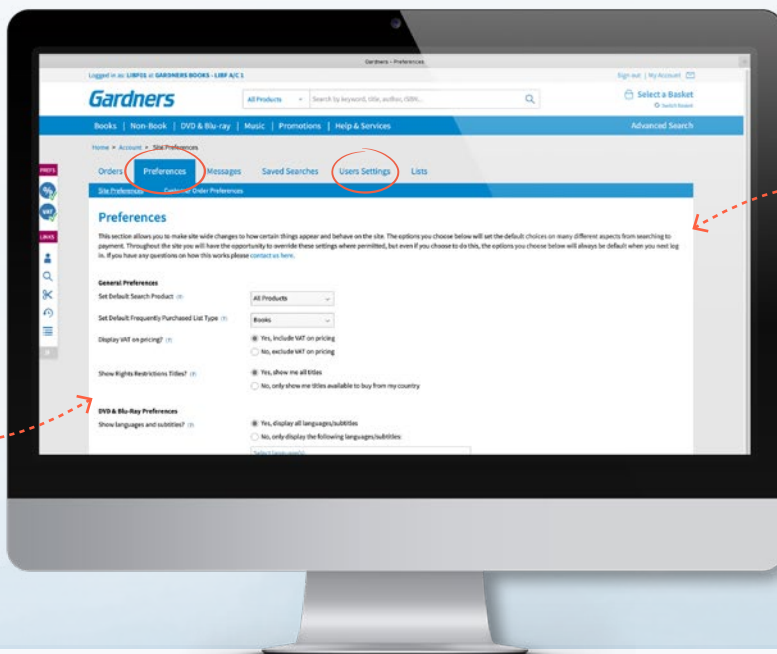 Gardners - Preferences
Logged in as: LIBF01 at GARDNERS BOOKS - LIBF A/C 1
Sign out | My Account
Gardners
All Products
Search by keyword, title, author, ISBN...
Select a Basket
Switch Basket
Books | Non-Book | DVD & Blu-ray | Music | Promotions | Help & Services
Advanced Search
Home > Account > Site Preferences
Orders Preferences Messages Saved Searches Users Settings Lists
Site Preferences Customer Order Preferences
%
VAT
LINKS
Preferences
This section allows you to make site wide changes to how certain things appear and behave on the site. The options you choose below will set the default choices on many different aspects from searching to
payment. Throughout the site you will have the opportunity to override these settings where permitted, but even if you choose to do this, the options you choose below will always be default when you next log
in. If you have any questions on how this works please contact us here.
General Preferences
Set Default Search Product (?) All Products
Set Default Frequently Purchased List Type (?) Books
Display VAT on pricing? (?) Yes, include VAT on pricing
No, exclude VAT on pricing
Show Rights Restrictions Titles? (?) Yes, show me all titles
No, only show me titles available to buy from my country
DVD & Blu-Ray Preferences
Show languages and subtitles? (?) Yes, display all languages/subtitles
No, only display the following languages/subtitles:
Select language(s)